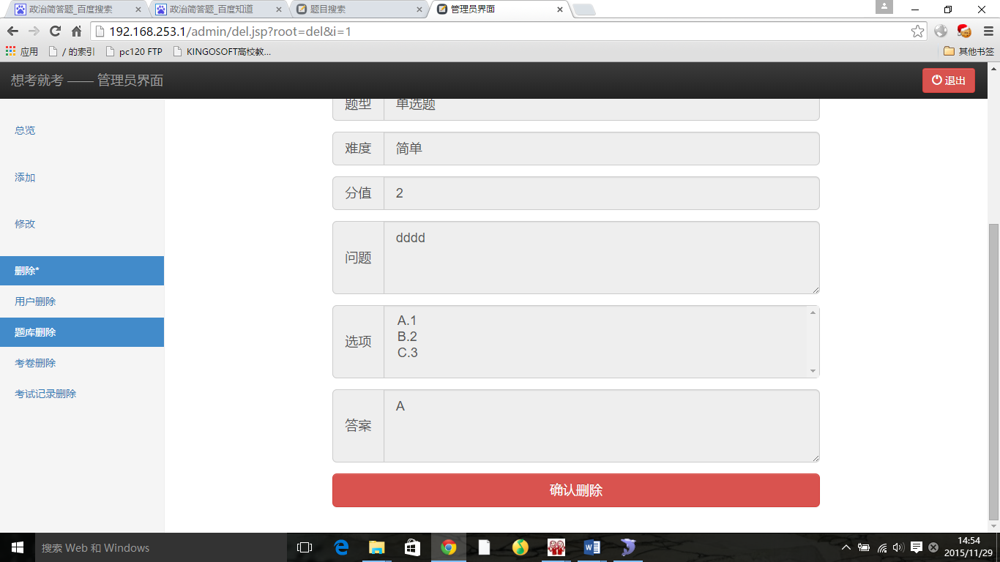 政治简答题_百度搜索
政治简答题_百度知道
题目搜索
管理员界面
192.168.253.1/admin/del.jsp?root=del&i=1
应用
/ 的索引
pc120 FTP
KINGOSOFT高校教...
其他书签
想考就考 —— 管理员界面
退出
总览
添加
修改
删除*
用户删除
题库删除
考卷删除
考试记录删除
题型 单选题
难度 简单
分值 2
问题 dddd
选项
A.1
B.2
C.3
答案 A
确认删除
搜索 Web 和 Windows
14:54
2015/11/29